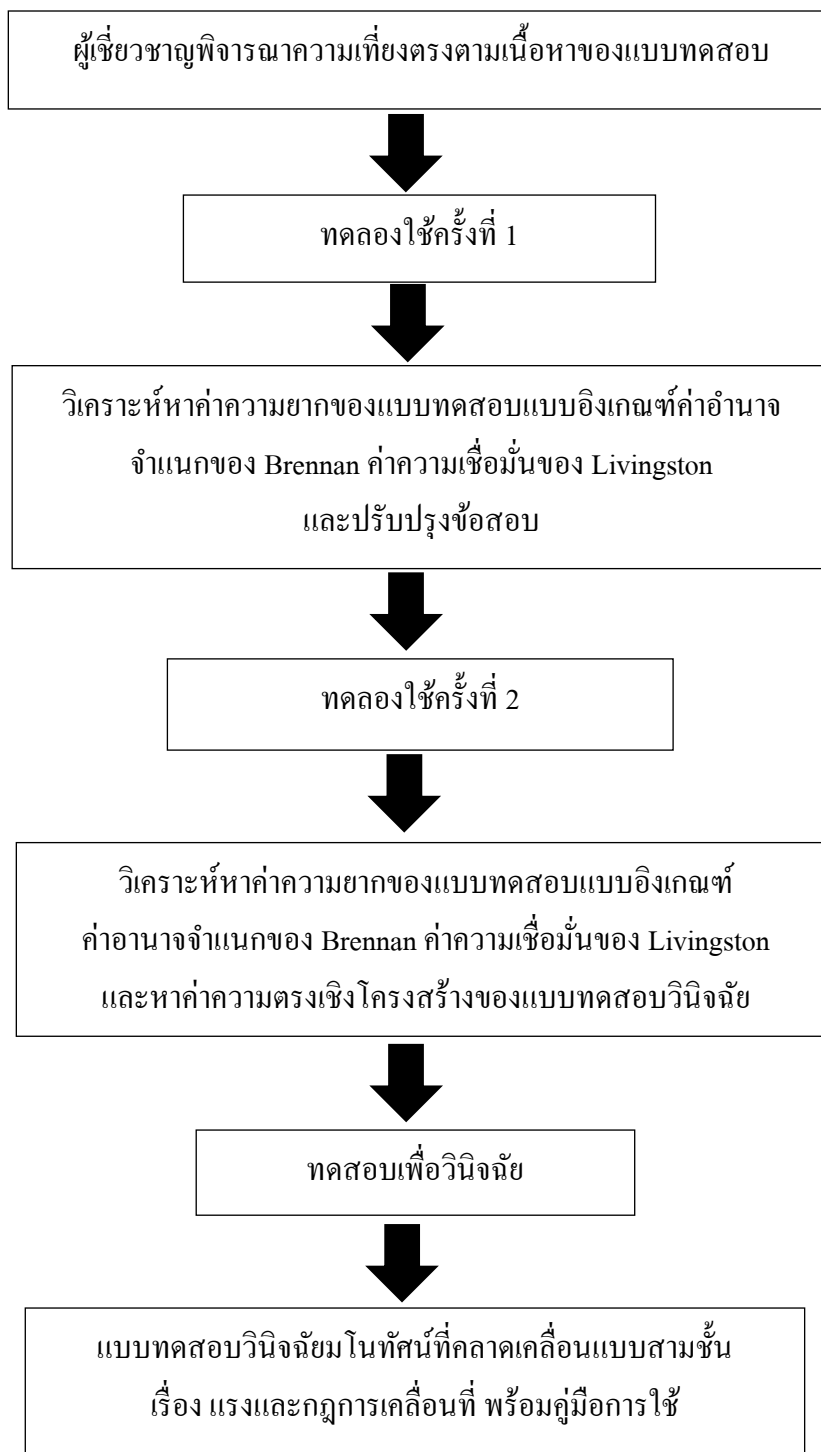 ผู้เชี่ยวชาญพิจารณาความเที่ยงตรงตามเนื้อหาของแบบทดสอบ
ทดลองใช้ครั้งที่ 1
วิเคราะห์หาค่าความยากของแบบทดสอบแบบอิงเกณฑ์ค่าอำนาจ
จำแนกของ Brennan ค่าความเชื่อมั่นของ Livingston
และปรับปรุงข้อสอบ
ทดลองใช้ครั้งที่ 2
วิเคราะห์หาค่าความยากของแบบทดสอบแบบอิงเกณฑ์
ค่าอานาจจำแนกของ Brennan ค่าความเชื่อมั่นของ Livingston
และหาค่าความตรงเชิงโครงสร้างของแบบทดสอบวินิจฉัย
ทดสอบเพื่อวินิจฉัย
แบบทดสอบวินิจฉัยมโนทัศน์ที่คลาดเคลื่อนแบบสามชั้น
เรื่อง แรงและกฎการเคลื่อนที่ พร้อมคู่มือการใช้